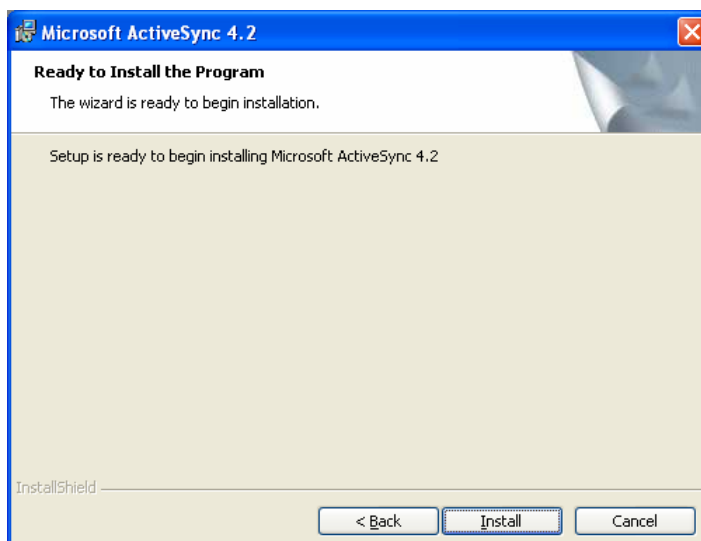 Microsoft ActiveSync 4.2
Ready to Install the Program
The wizard is ready to begin installation.
Setup is ready to begin installing Microsoft ActiveSync 4.2
InstallShield
< Back
Install
Cancel